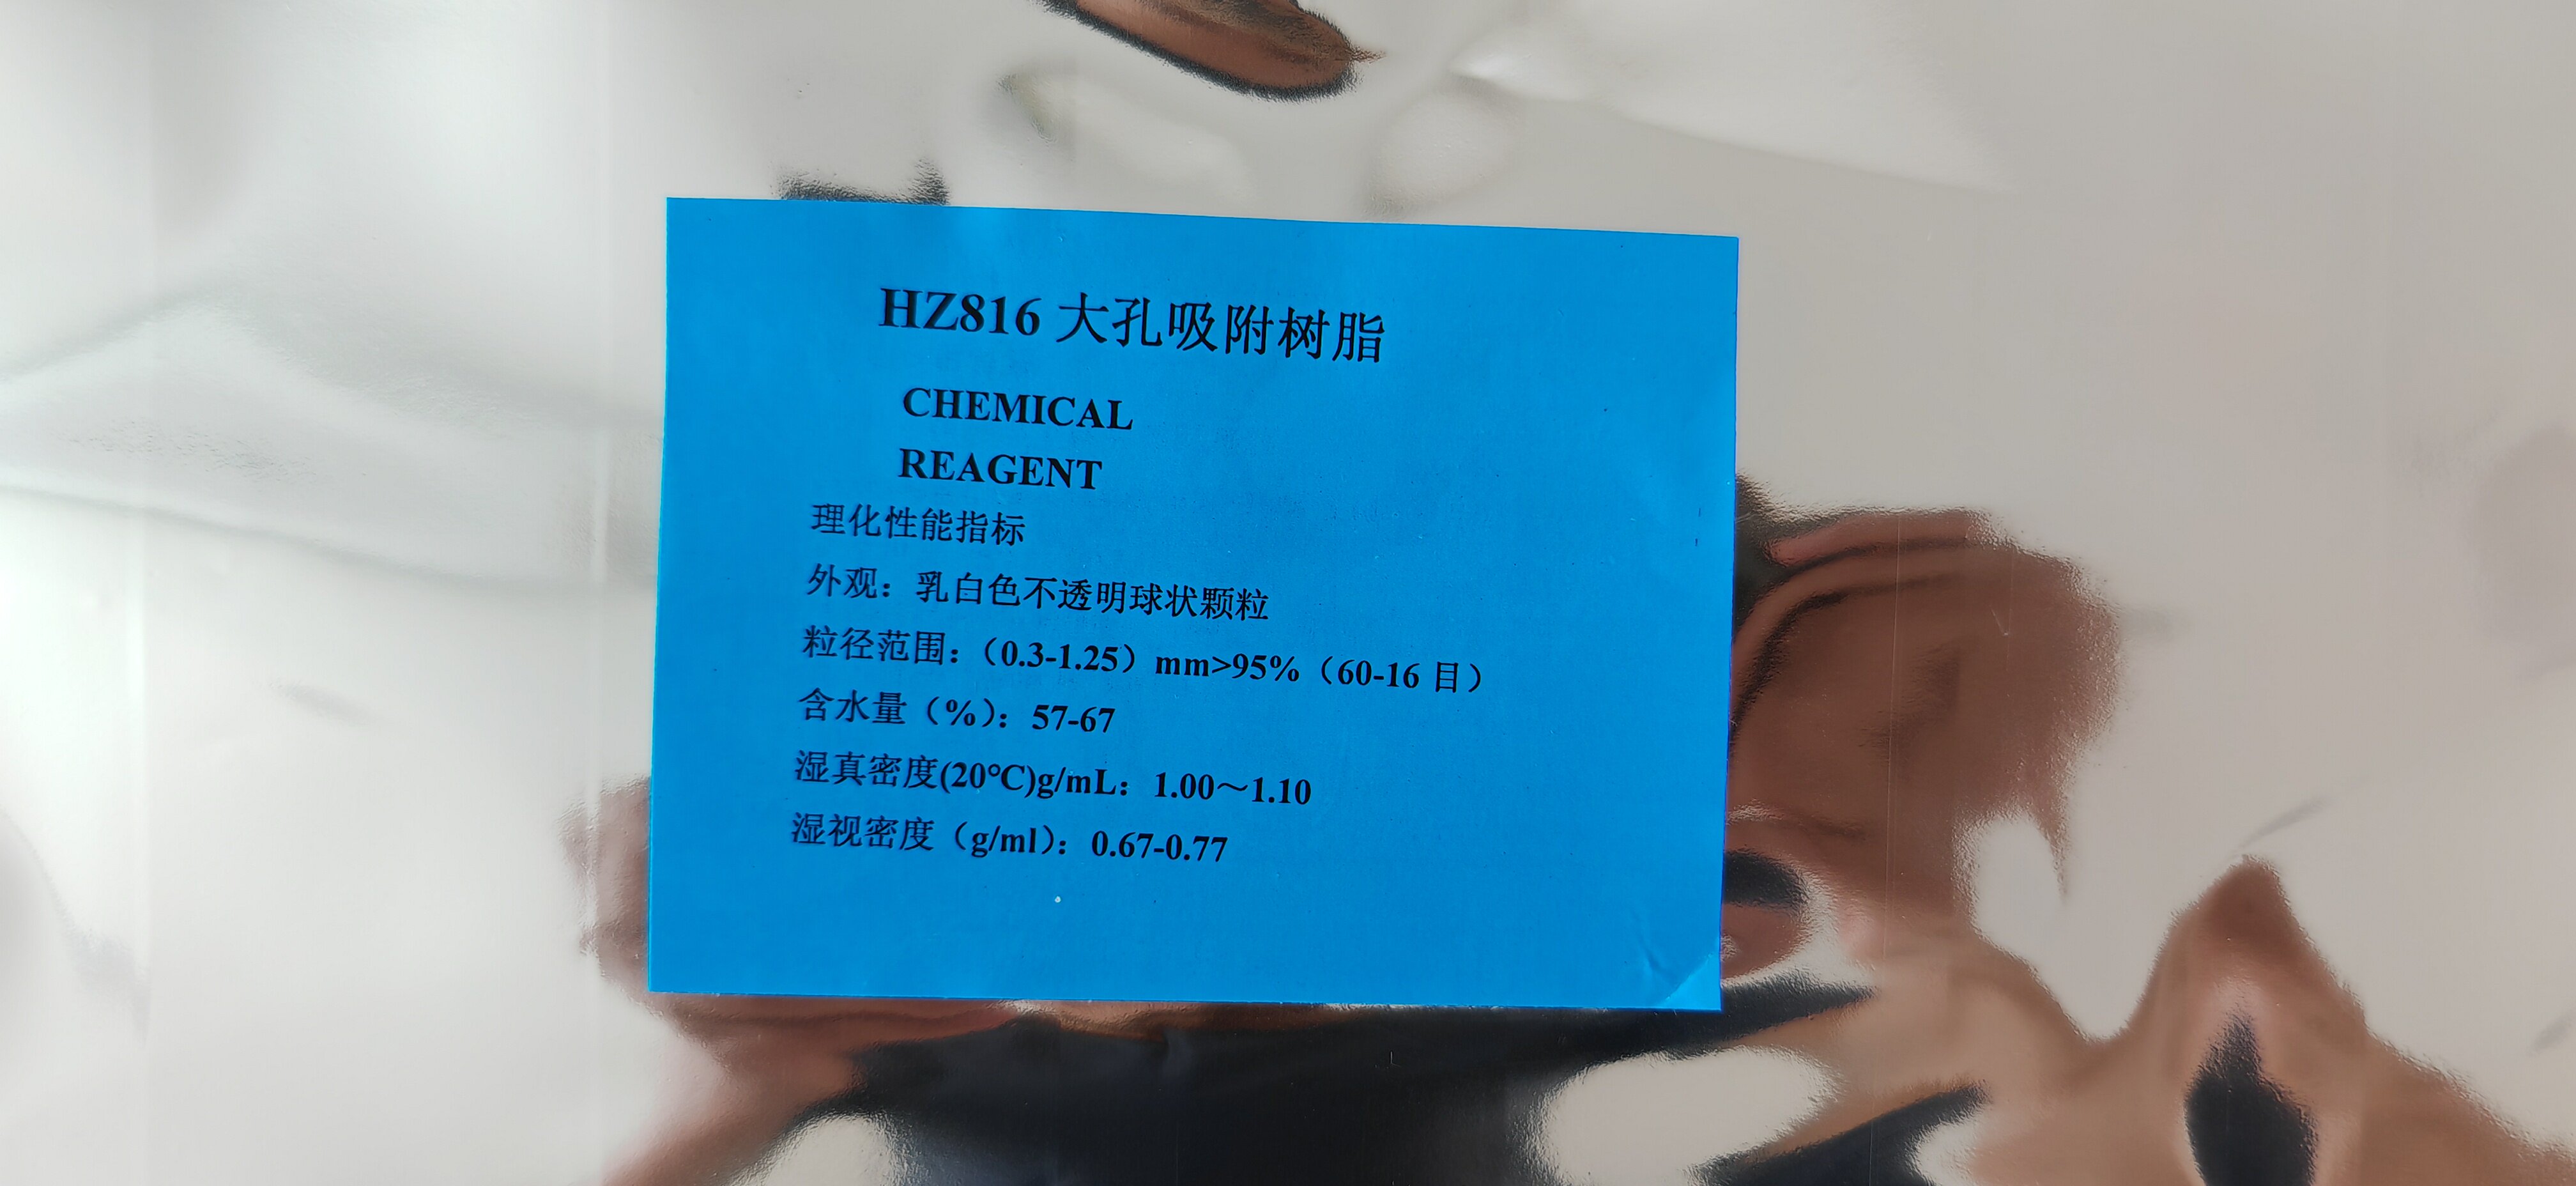 HZ816 大孔吸附树脂
CHEMICAL
REAGENT
理化性能指标
外观：乳白色不透明球状颗粒
粒径范围：（0.3-1.25）mm>95%（60-16 目）
含水量（%）：57-67
湿真密度(20℃)g/mL：1.00～1.10
湿视密度（g/ml）：0.67-0.77